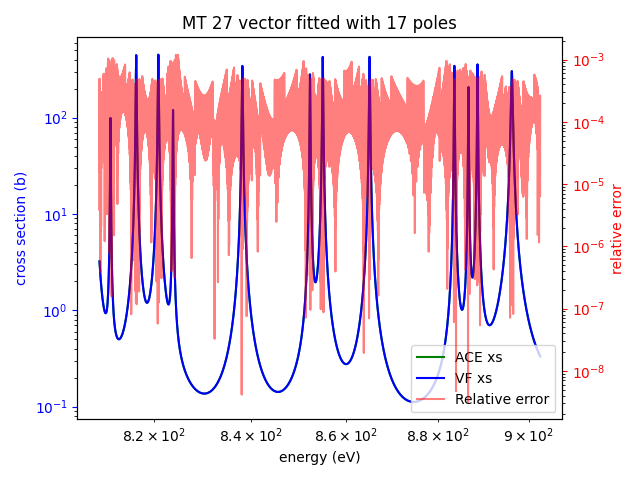 MT 27 vector fitted with 17 poles
cross section (b)
10²
10¹
10⁰
10⁻¹
10⁻³
10⁻⁴
10⁻⁵
10⁻⁶
10⁻⁷
10⁻⁸
relative error
ACE xs
VF xs
Relative error
8.2 × 10² 8.4 × 10² 8.6 × 10² 8.8 × 10² 9 × 10²
energy (eV)